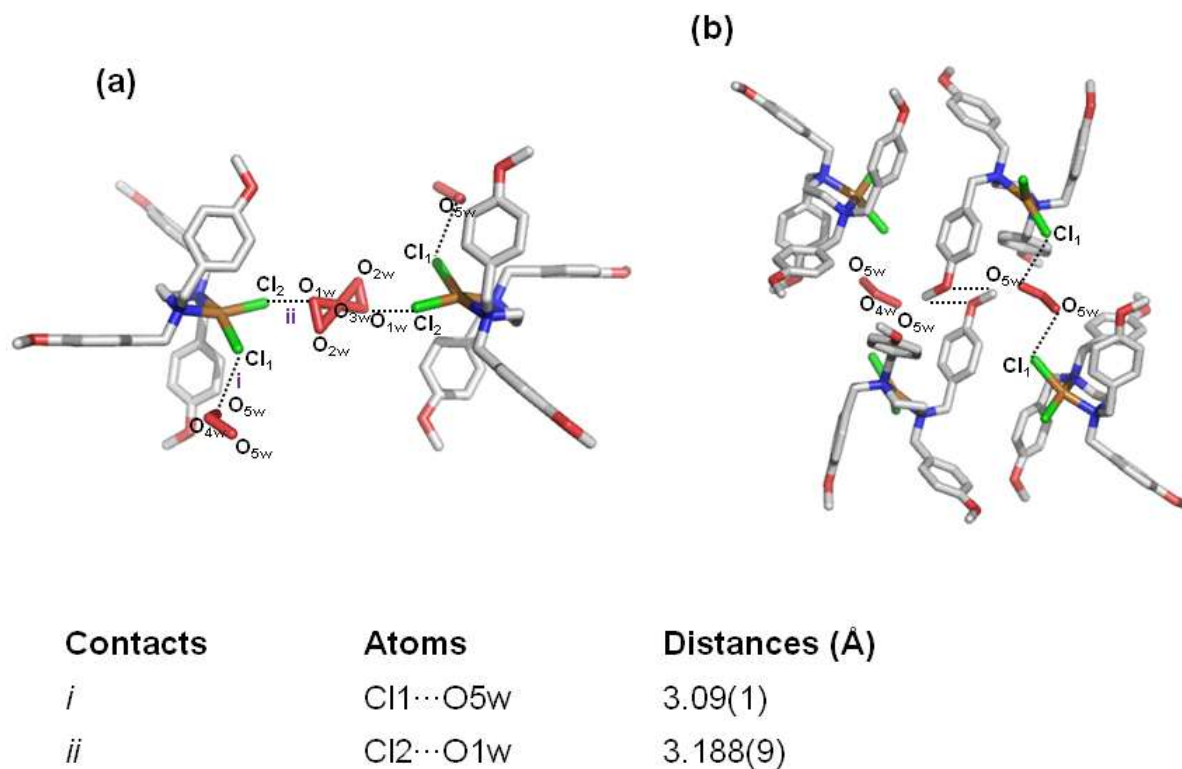 (a)
O5w
Cl1
O2w
Cl2
O1w
O3w
O1w
Cl2
ii
O2w
Cl1
i
O5w
O4w
O5w
(b)
Cl1
O5w
O5w
O4w
O5w
O5w
Cl1
Contacts Atoms Distances (Å)
i Cl1···O5w 3.09(1)
ii Cl2···O1w 3.188(9)